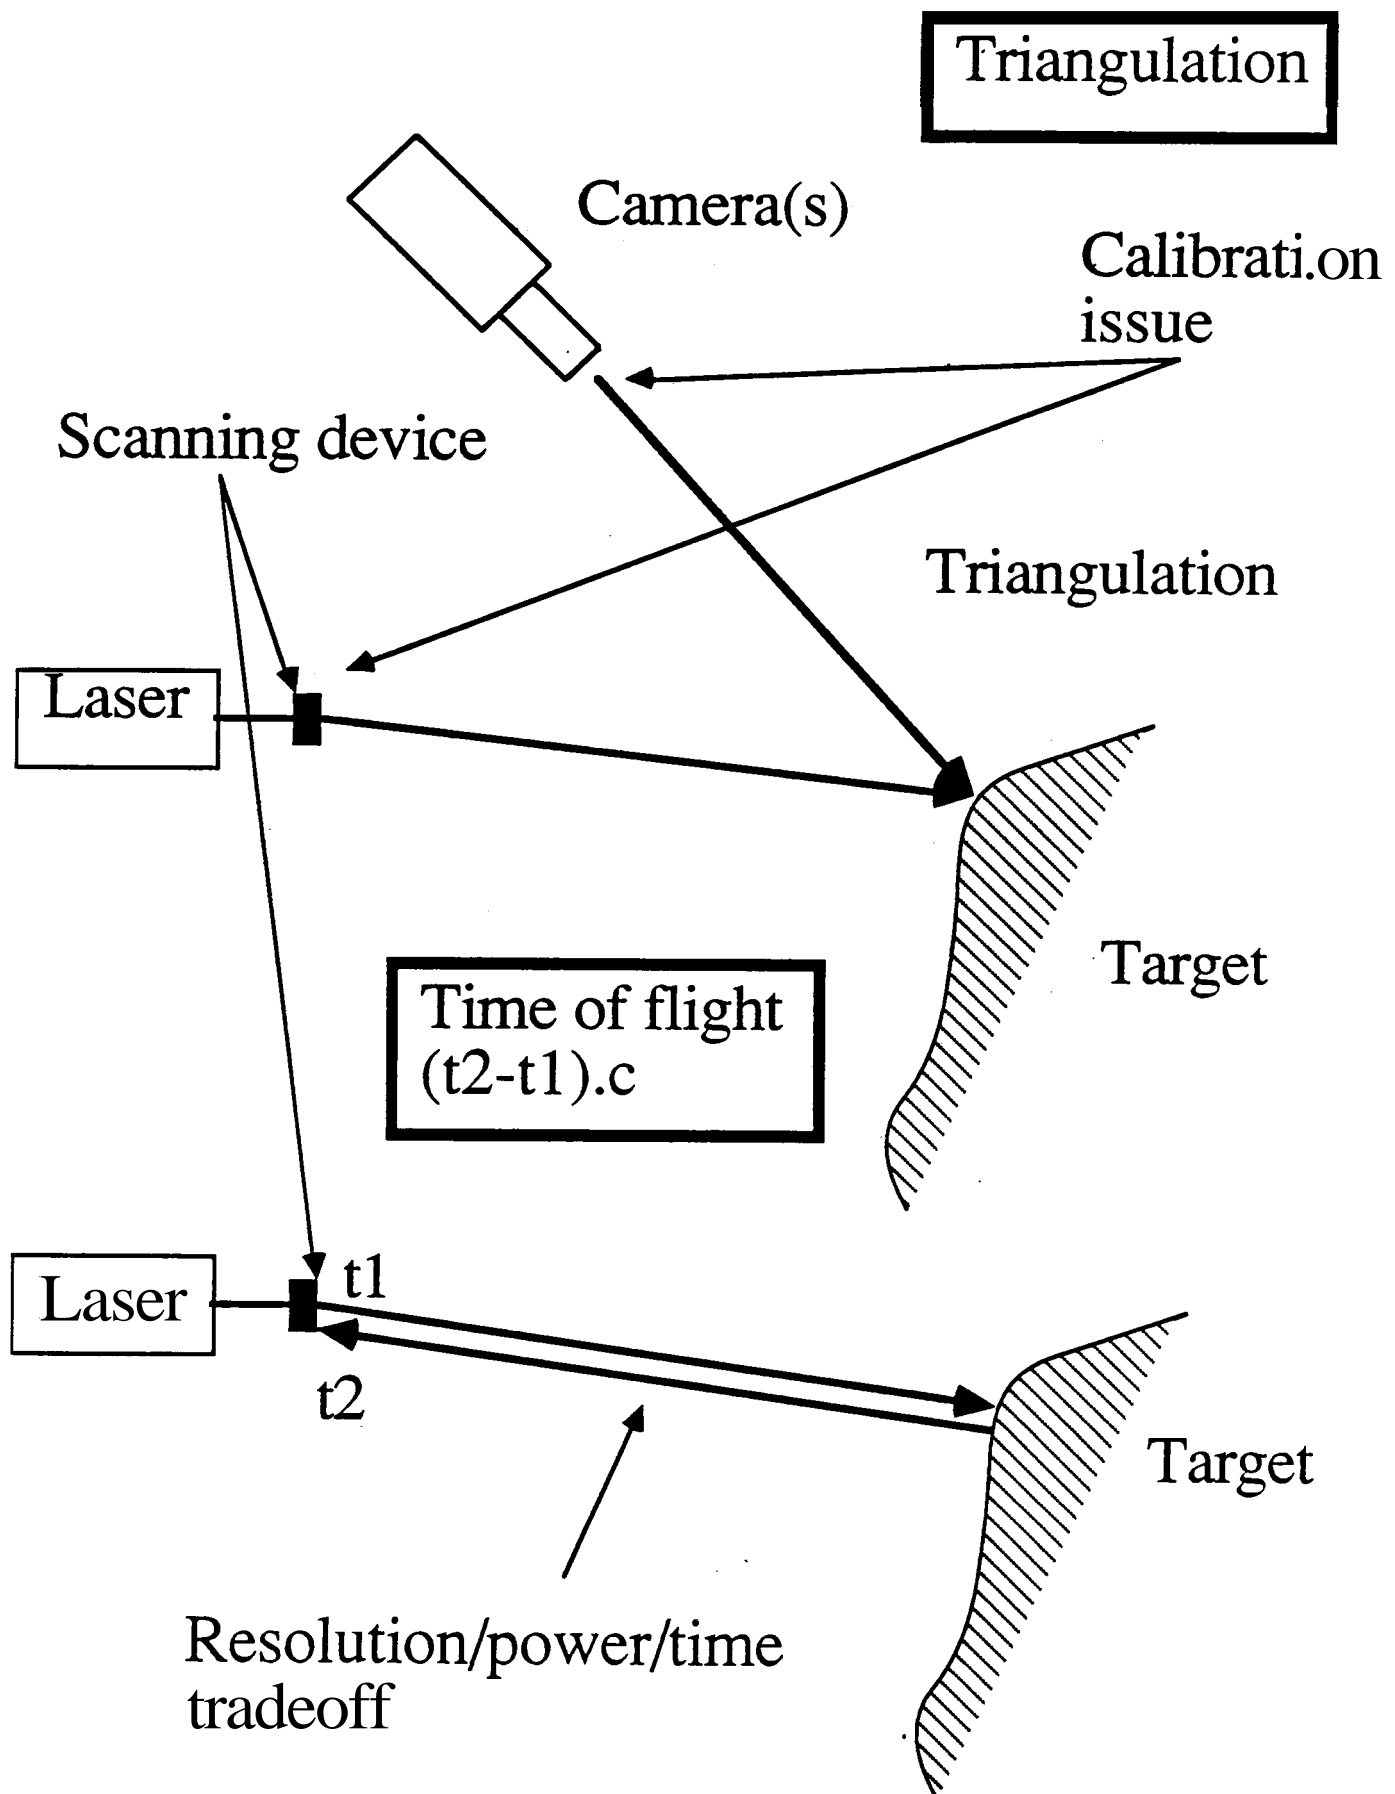 Triangulation
Camera(s)
Calibrati.on
issue
Scanning device
Triangulation
Laser
Target
Time of flight
(t2-t1).c
Laser
t1
t2
Target
Resolution/power/time
tradeoff